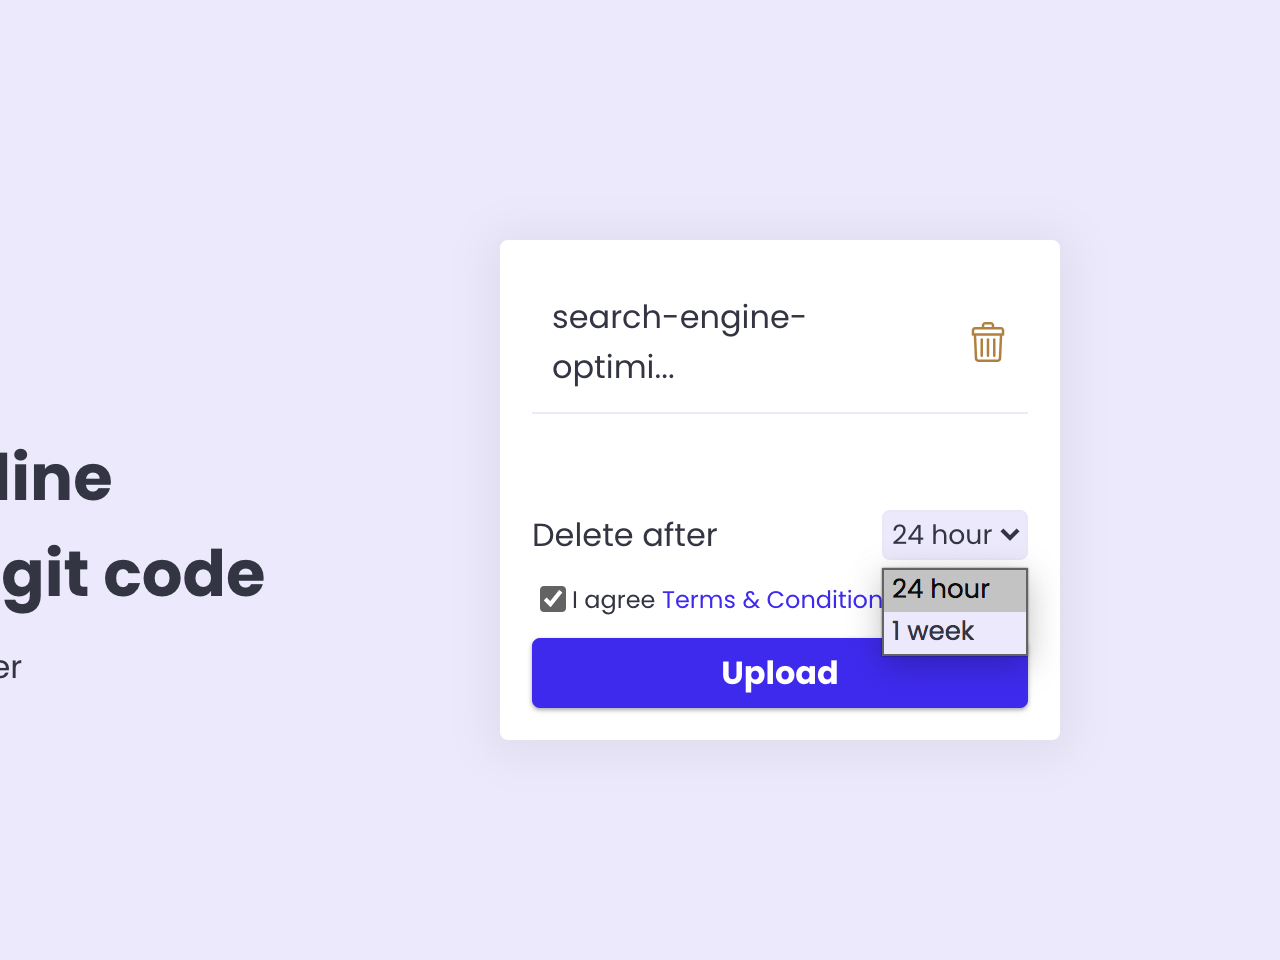 line
git code
er
search-engine-
optimi...
Delete after
24 hour
24 hour
1 week
I agree Terms & Condition
Upload